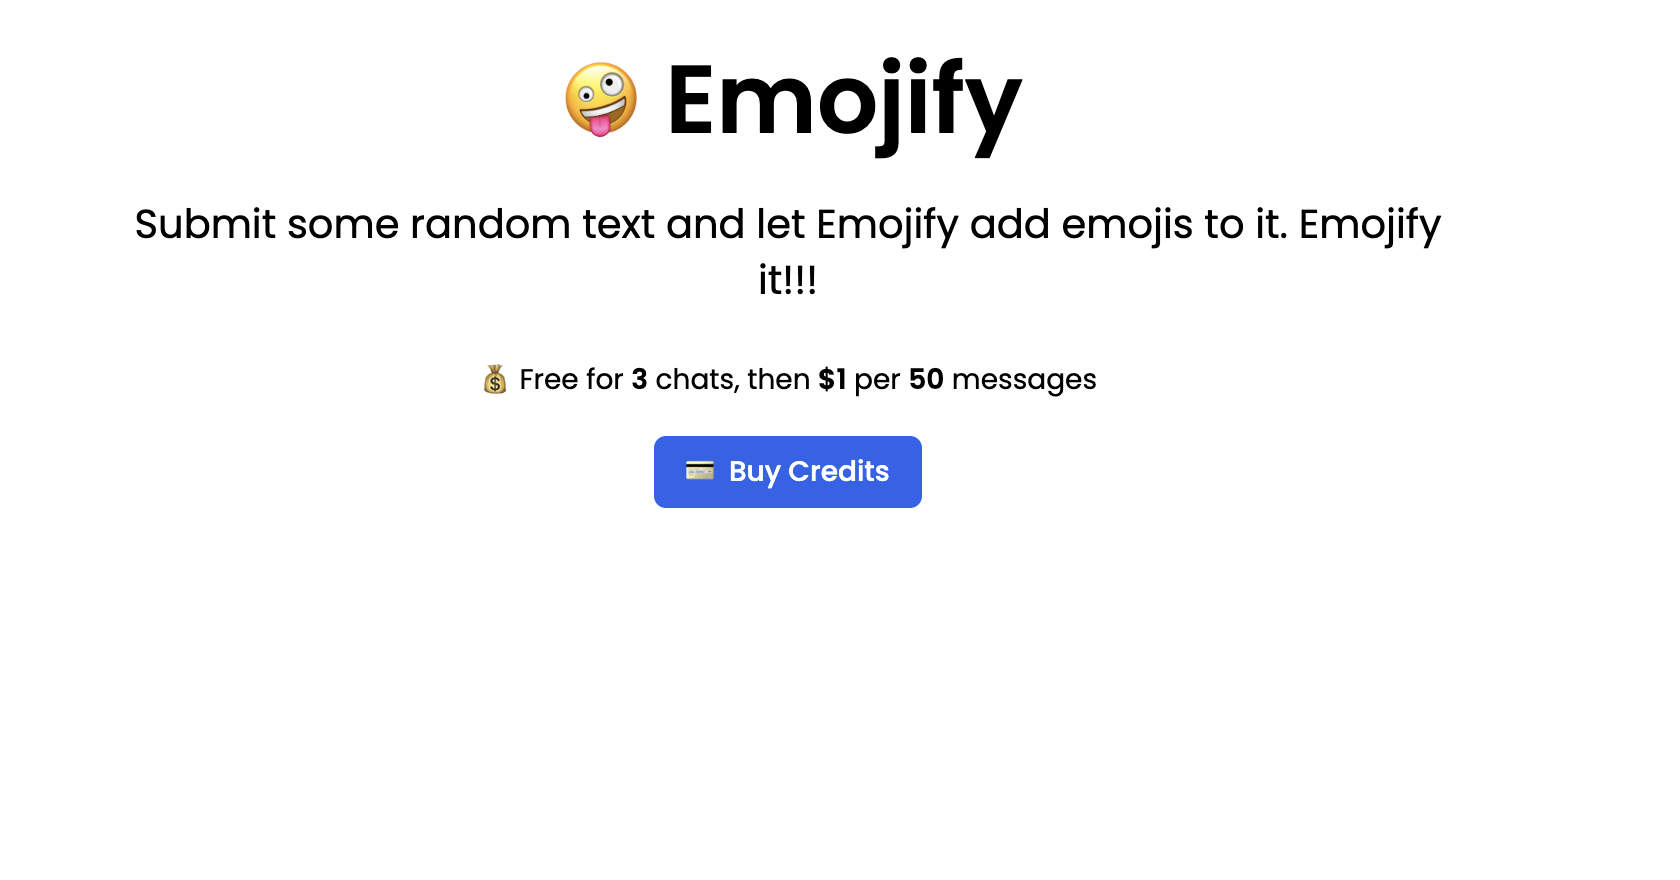 🤪 Emojify
Submit some random text and let Emojify add emojis to it. Emojify
it!!!
💰 Free for 3 chats, then $1 per 50 messages
💳 Buy Credits